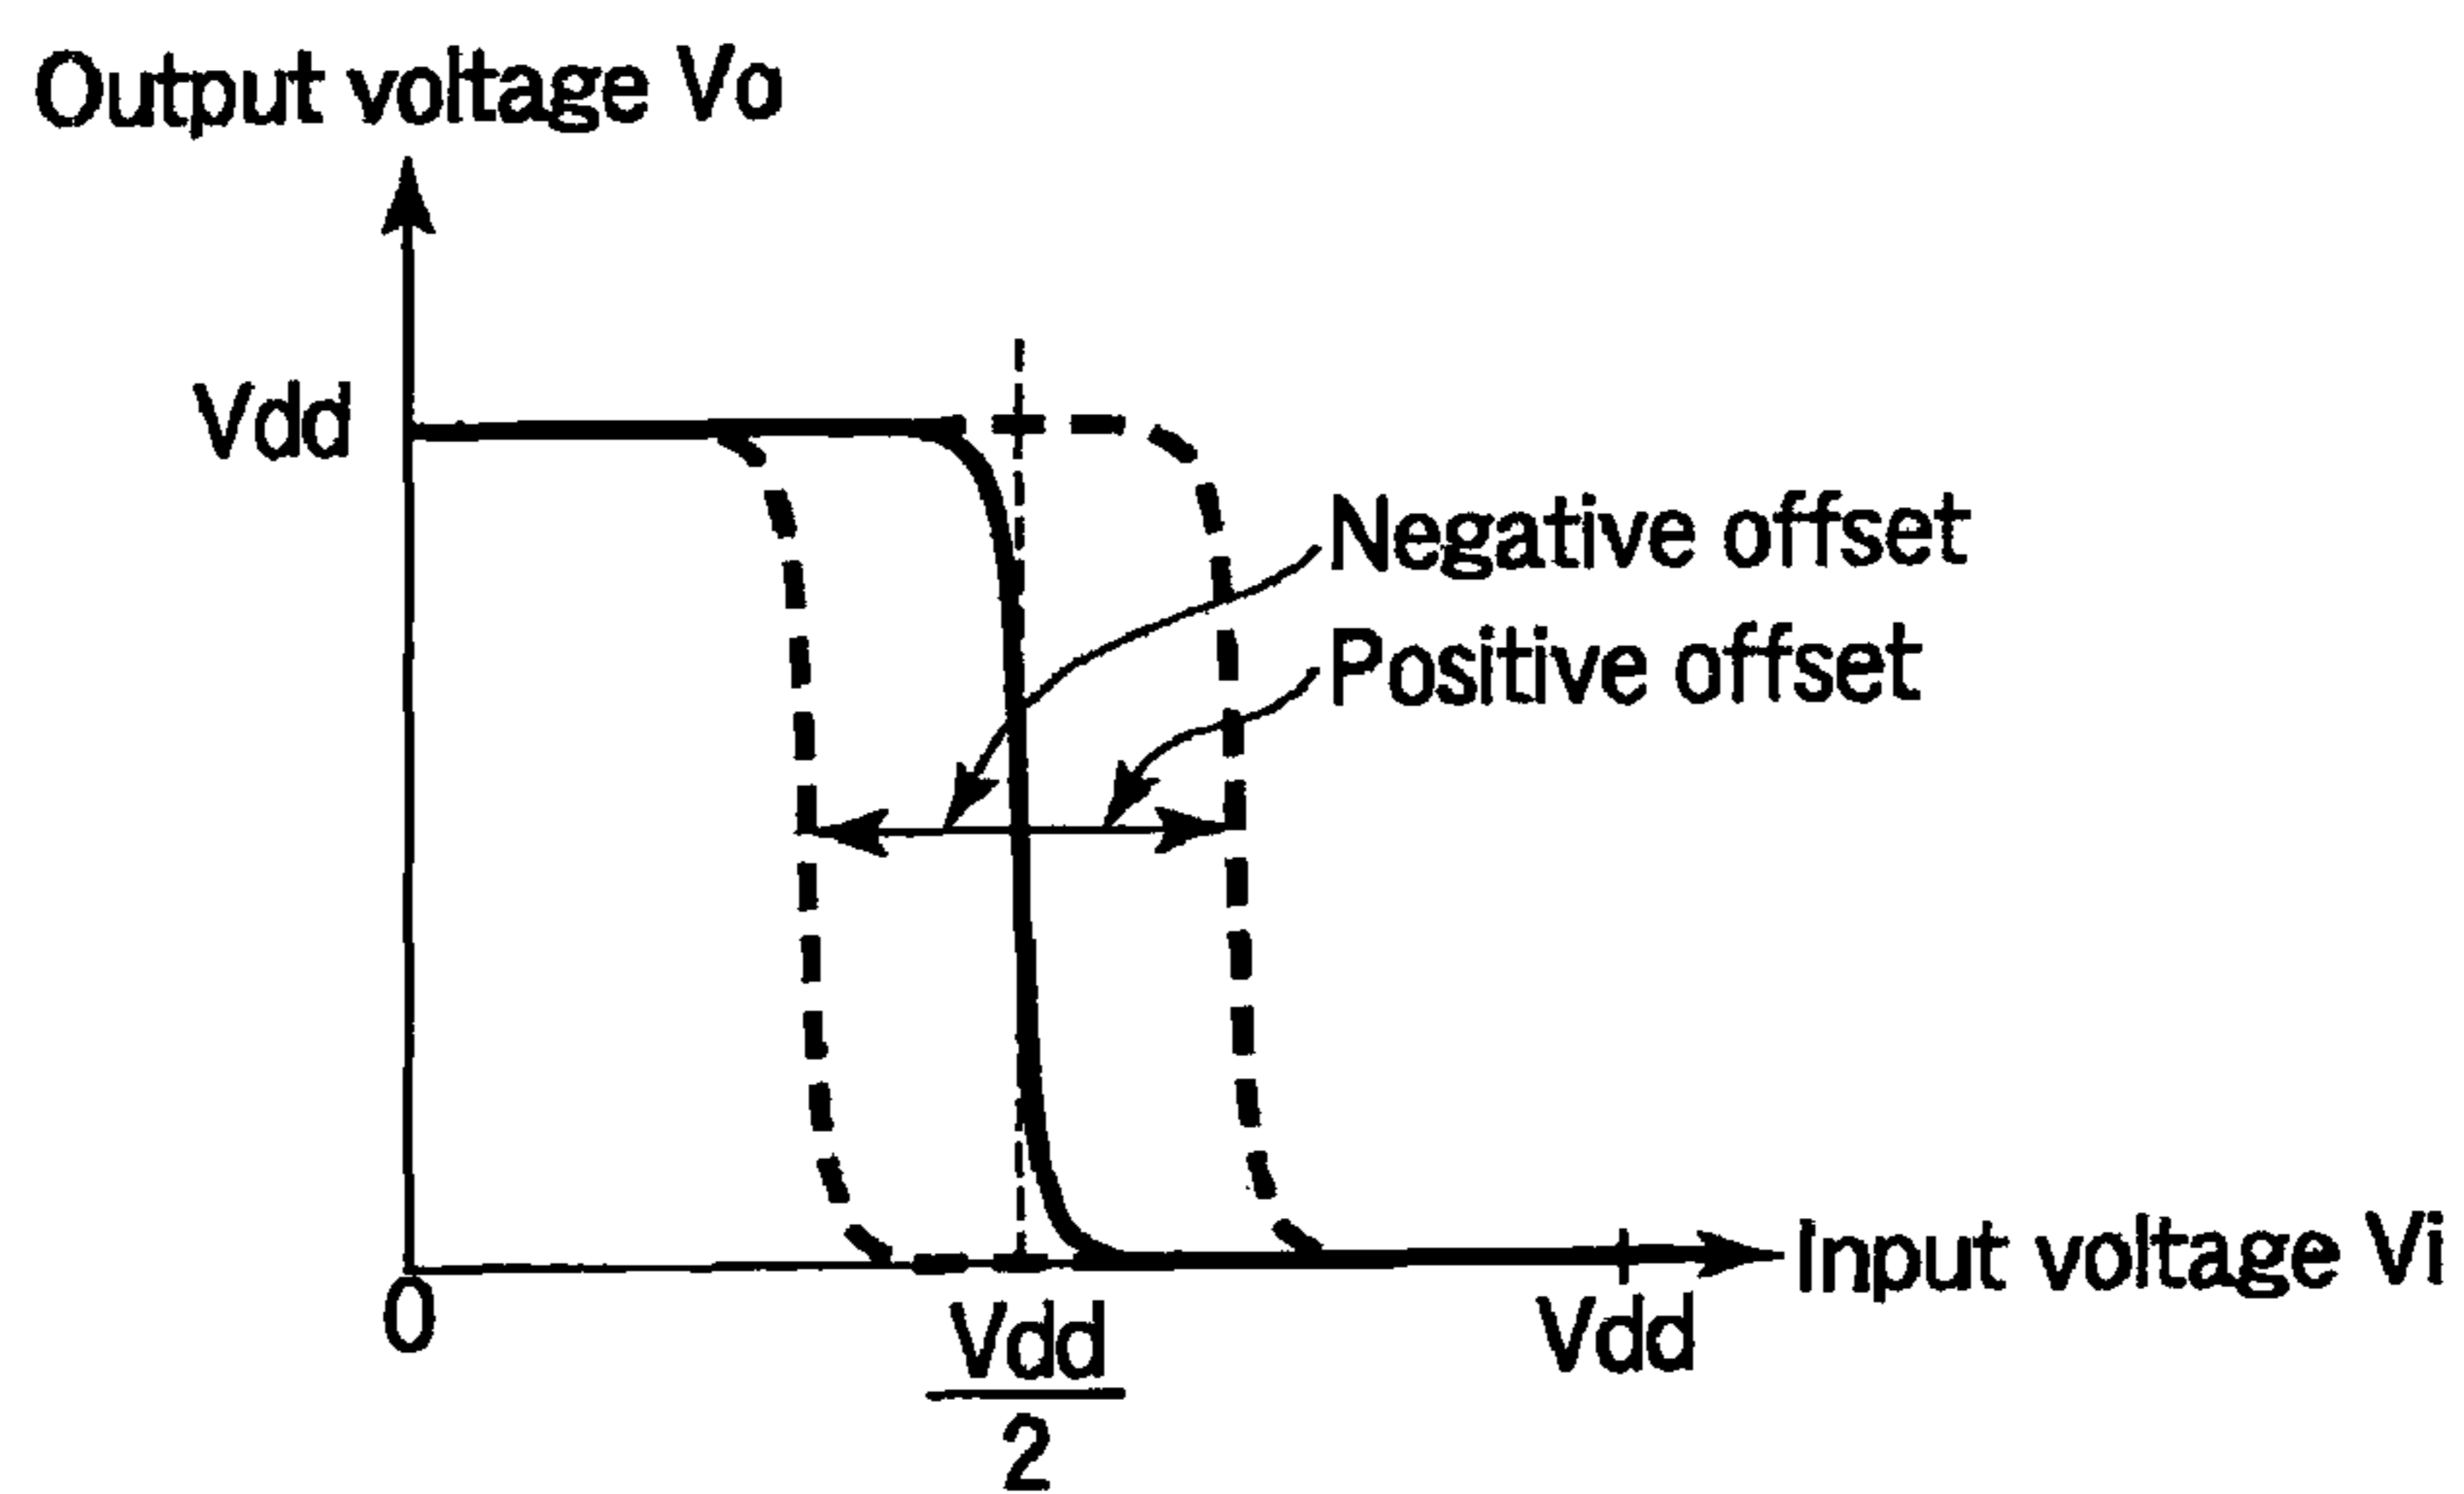 Output voltage Vo
Vdd
Negative offset
Positive offset
Input voltage Vi
0
Vdd
2
Vdd